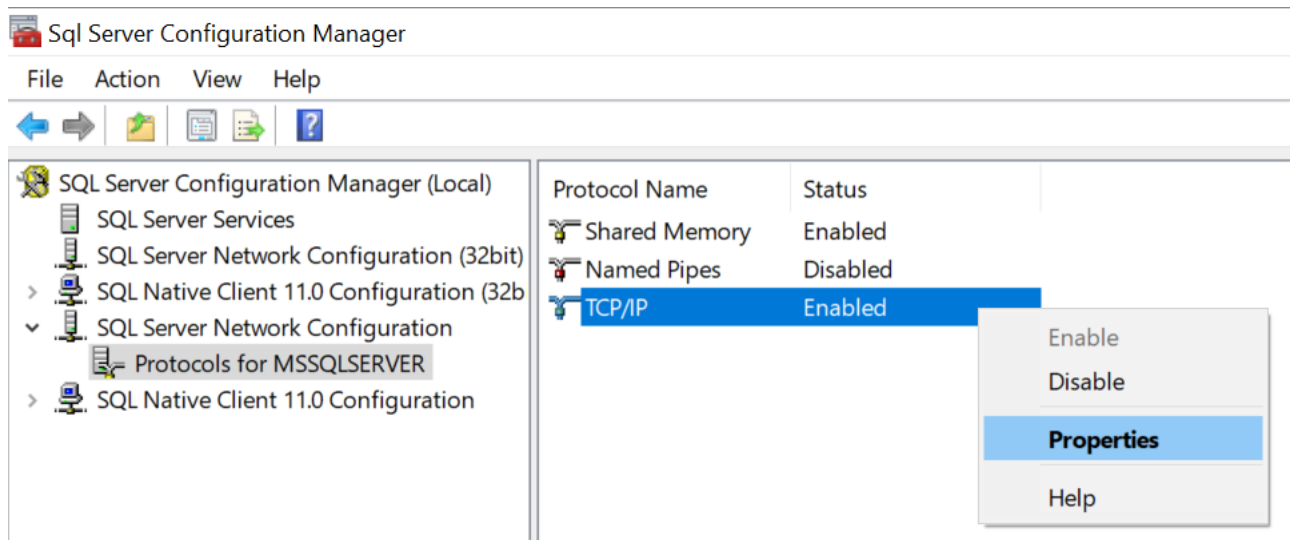 Sql Server Configuration Manager
File Action View Help
SQL Server Configuration Manager (Local)
SQL Server Services
SQL Server Network Configuration (32bit)
SQL Native Client 11.0 Configuration (32b
SQL Server Network Configuration
Protocols for MSSQLSERVER
SQL Native Client 11.0 Configuration
Protocol Name Status
Shared Memory Enabled
Named Pipes Disabled
TCP/IP Enabled
Enable
Disable
Properties
Help